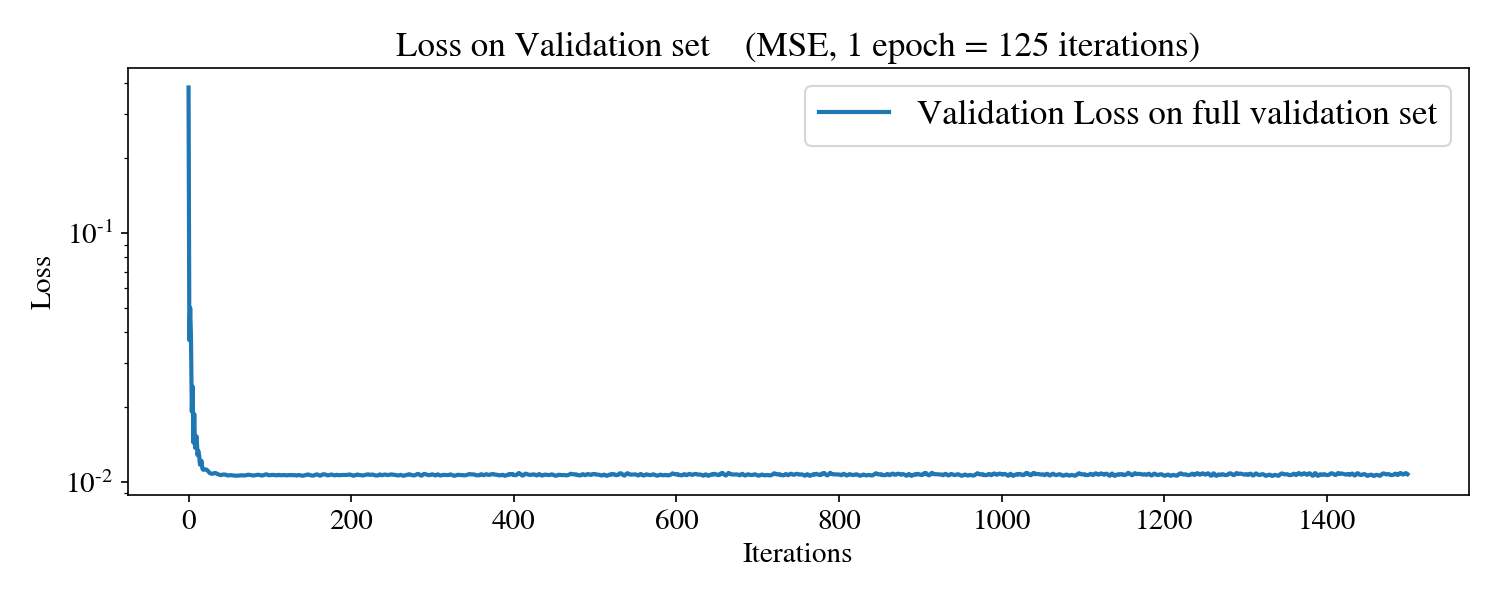 Loss on Validation set (MSE, 1 epoch = 125 iterations)
Validation Loss on full validation set
Loss
10^-1
10^-2
0 200 400 600 800 1000 1200 1400
Iterations